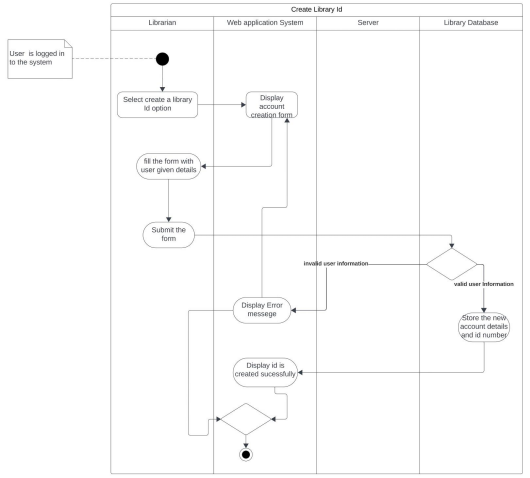 Create Library Id
Librarian
Web application System
Server
Library Database
User is logged in
to the system
Select create a library
Id option
Display
account
creation form
fill the form with
user given details
Submit the
form
invalid user information
valid user information
Display Error
messege
Store the new
account details
and id number
Display id is
created sucessfully